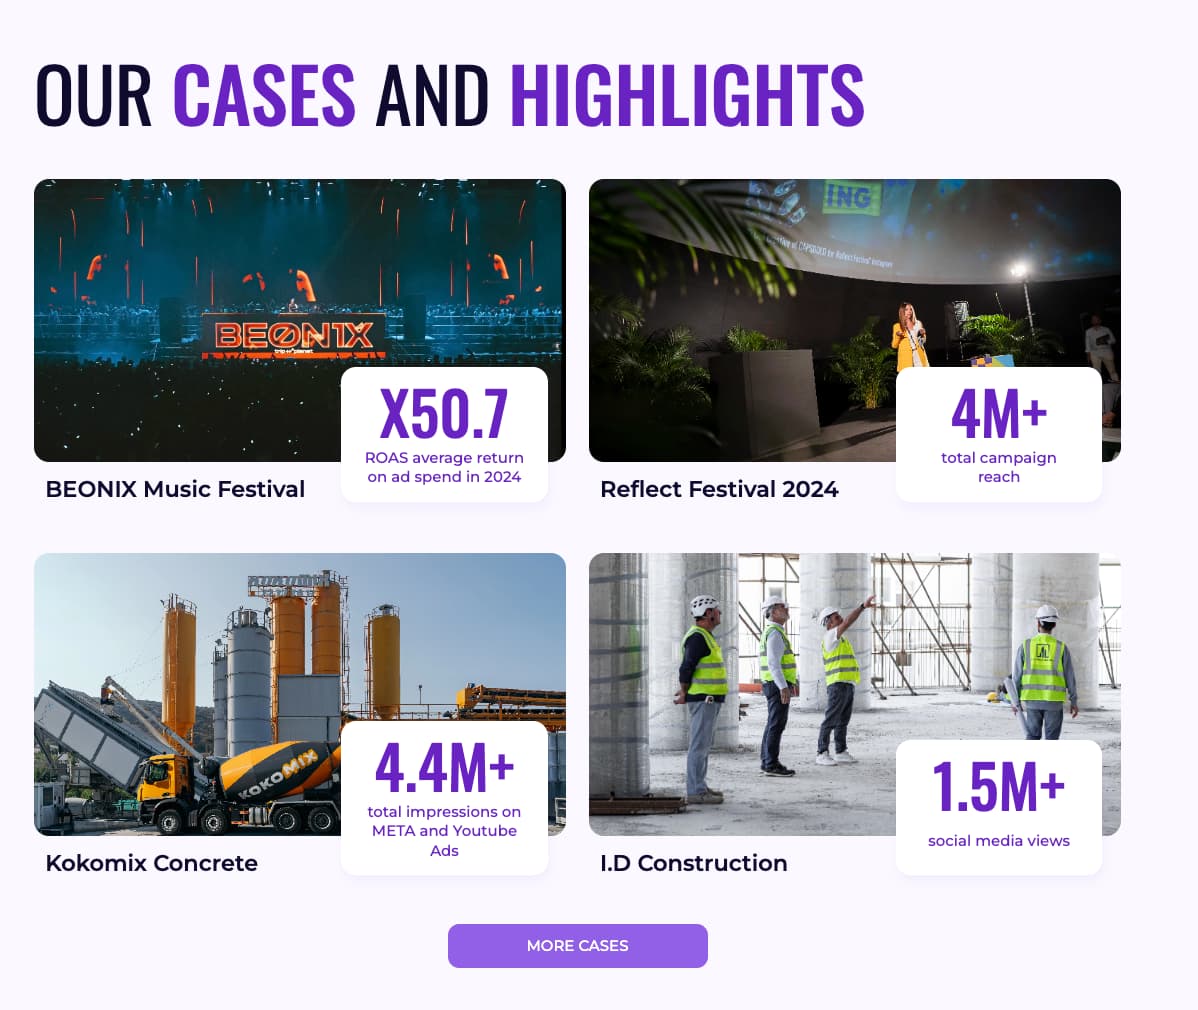 OUR CASES AND HIGHLIGHTS
BEONIX
X50.7
ROAS average return
on ad spend in 2024
BEONIX Music Festival
ING
4M+
total campaign
reach
Reflect Festival 2024
KOKOMIX
4.4M+
total impressions on
META and Youtube
Ads
Kokomix Concrete
1.5M+
social media views
I.D Construction
MORE CASES